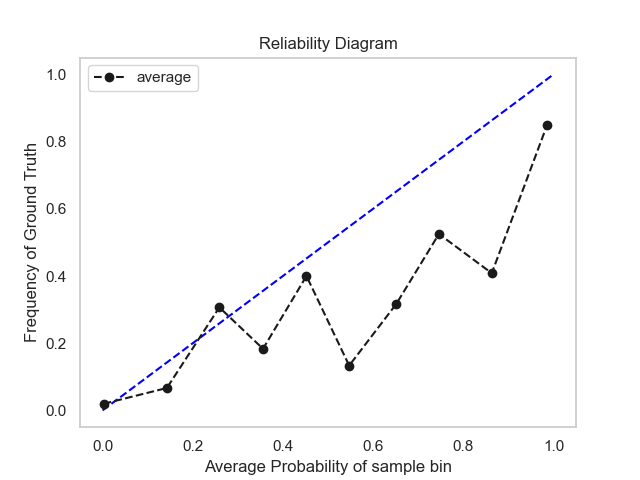 Reliability Diagram
average
Frequency of Ground Truth
1.0
0.8
0.6
0.4
0.2
0.0
0.0 0.2 0.4 0.6 0.8 1.0
Average Probability of sample bin